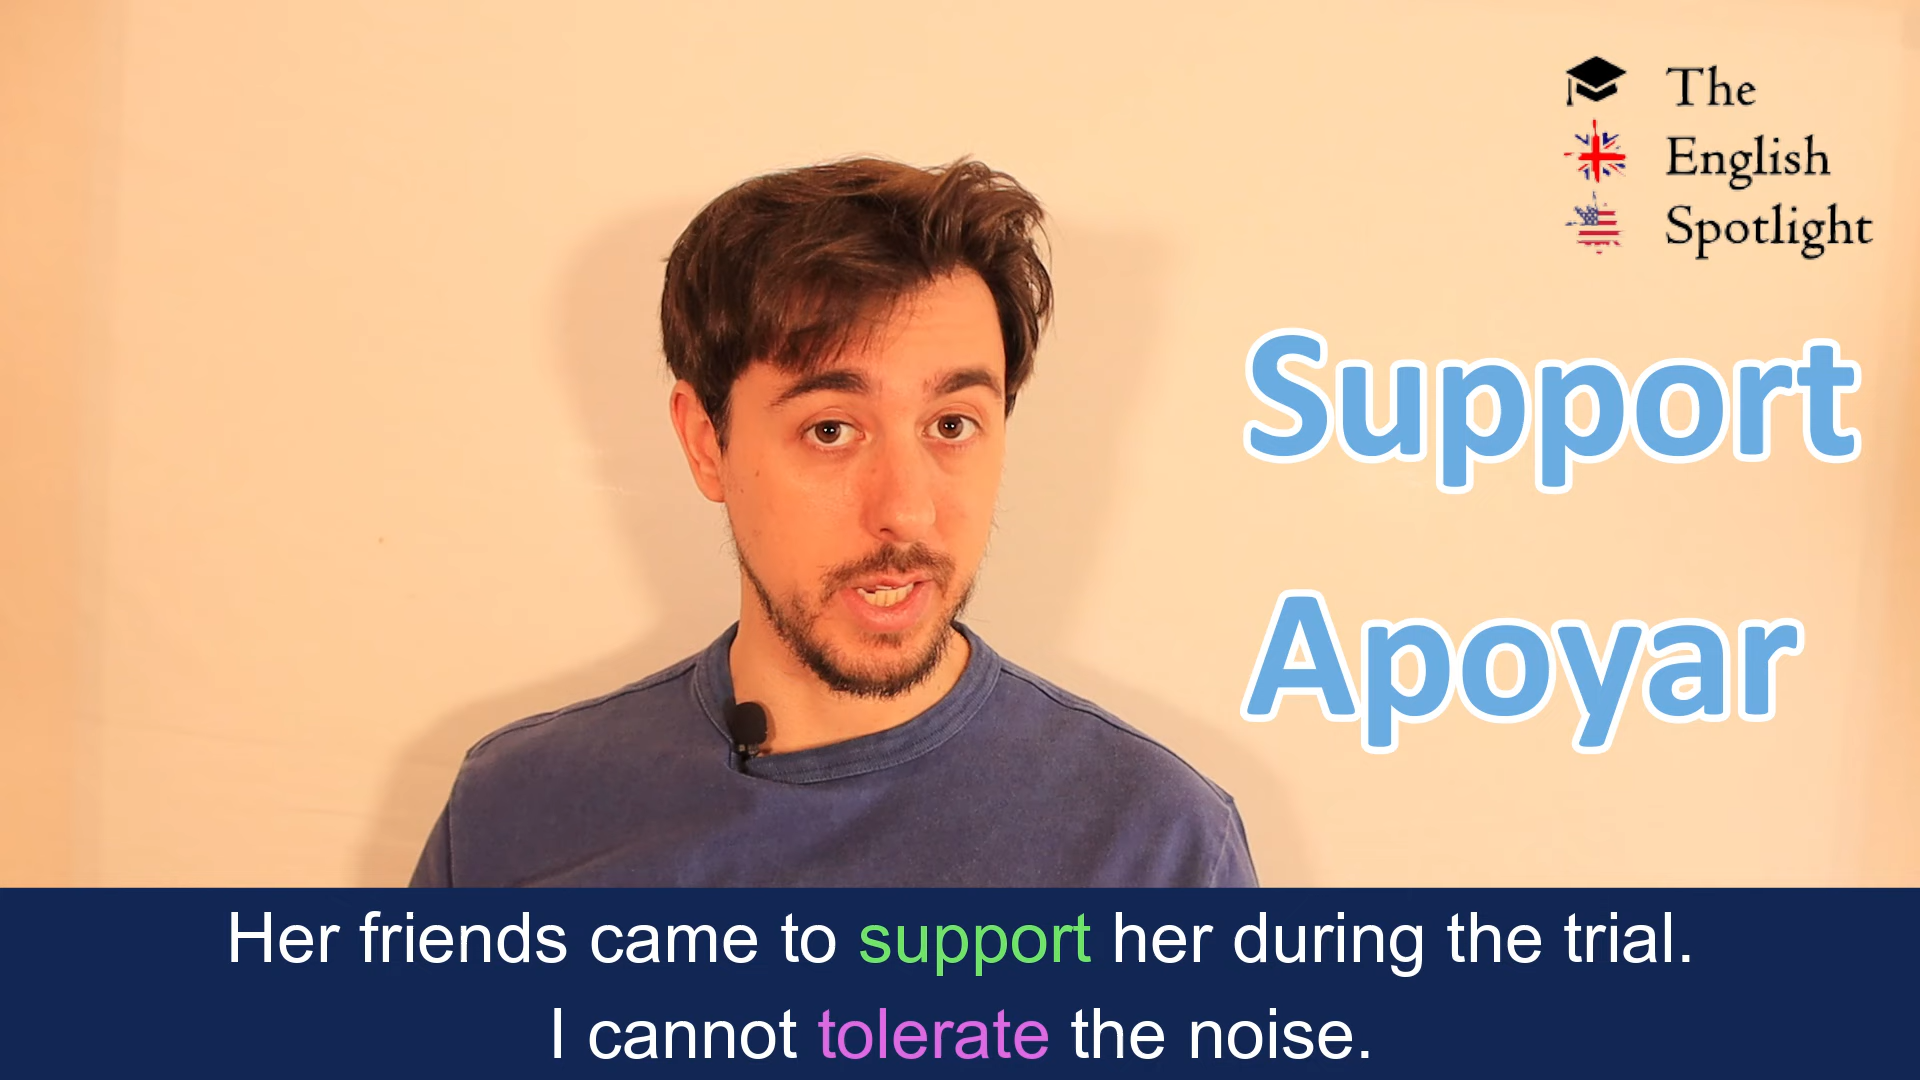 The
English
Spotlight
Support
Apoyar
Her friends came to support her during the trial.
I cannot tolerate the noise.